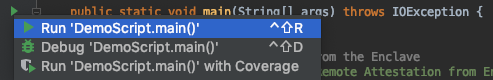 public static void main(String[] args) throws IOException {
Run 'DemoScript.main()' ^⇧R
Debug 'DemoScript.main()' ^⇧D
from the Enclave
Run 'DemoScript.main()' with Coverage
Remote Attestation from E